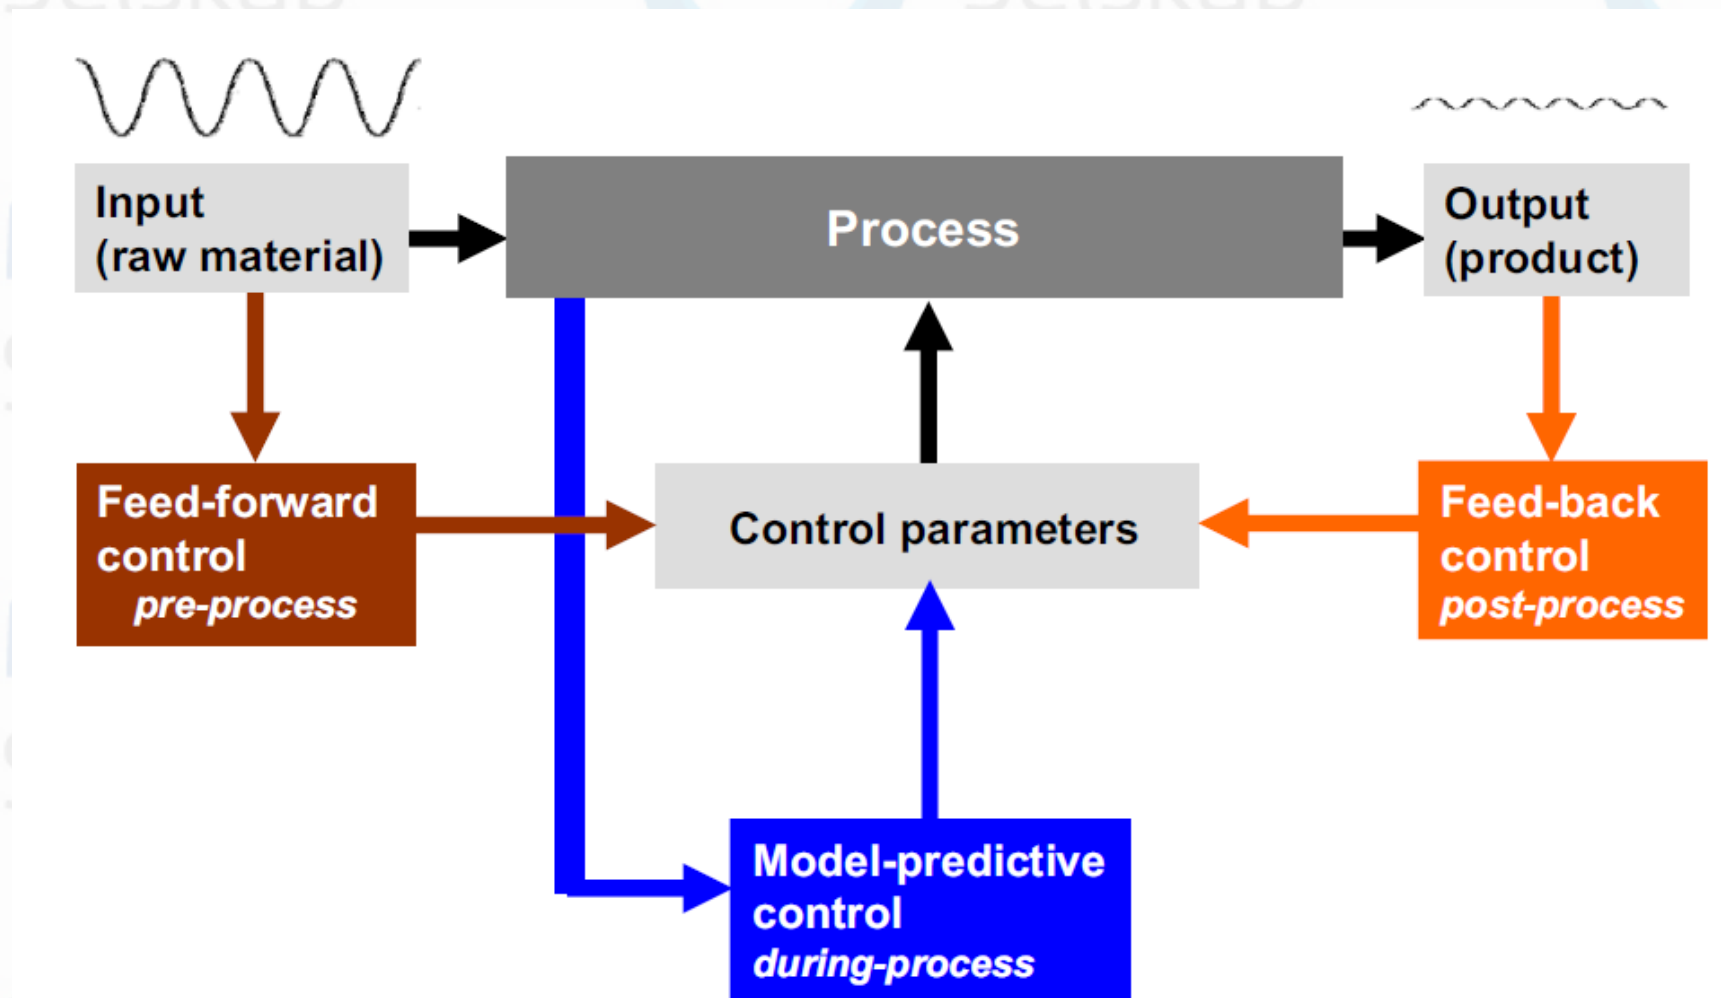 Input
(raw material)
Process
Output
(product)
Feed-forward
control
pre-process
Control parameters
Feed-back
control
post-process
Model-predictive
control
during-process